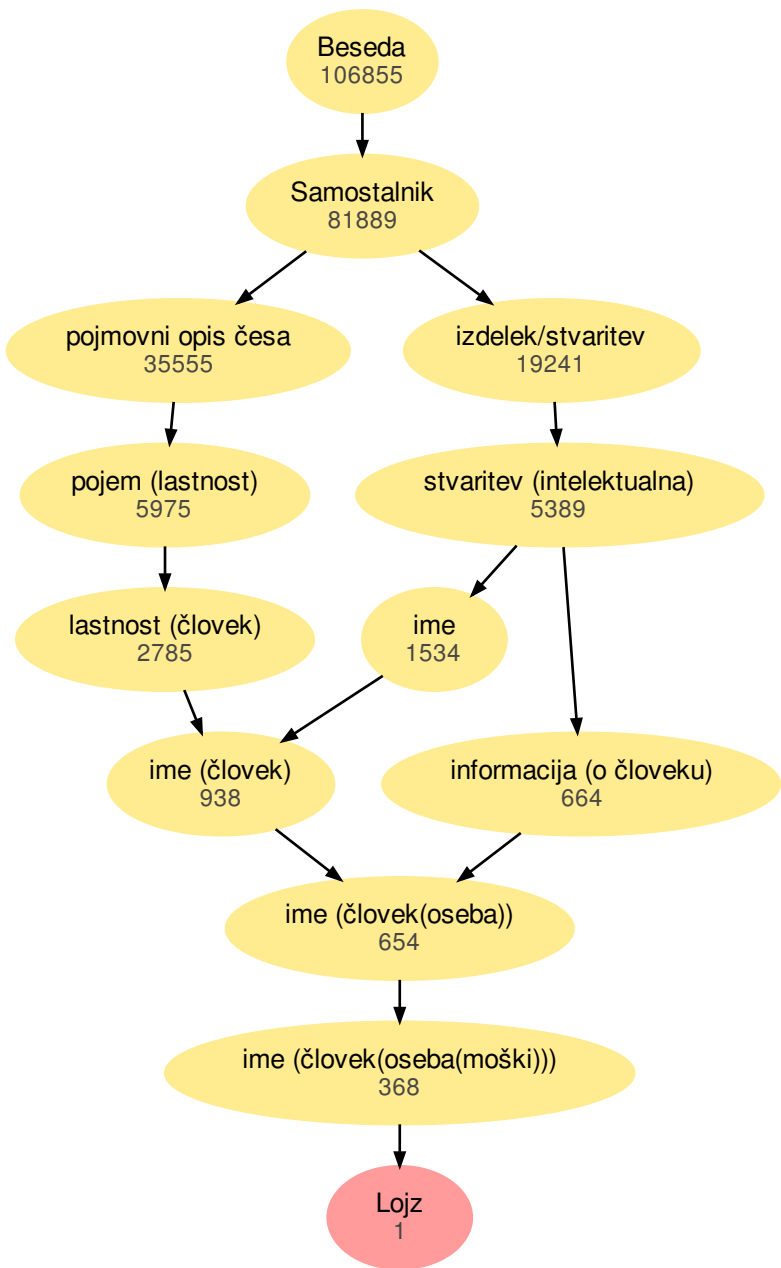 Beseda
106855
Samostalnik
81889
pojmovni opis česa
35555
izdelek/stvaritev
19241
pojem (lastnost)
5975
stvaritev (intelektualna)
5389
lastnost (človek)
2785
ime
1534
ime (človek)
938
informacija (o človeku)
664
ime (človek(oseba))
654
ime (človek(oseba(moški)))
368
Lojz
1